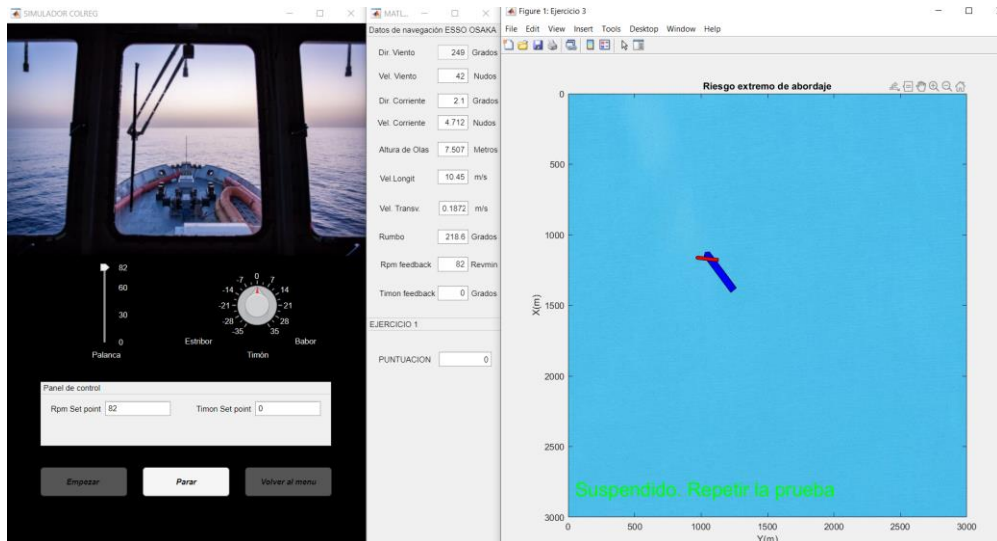 SIMULADOR COLREG
82
60
30
0
Palanca
-35 -28 -21 -14 -7 0 7 14 21 28 35
Estribor
Babor
Timón
Panel de control
Rpm Set point 82 Timon Set point 0
Empezar Parar Volver al menu
MATL...
Datos de navegación ESSO OSAKA
Dir. Viento 249 Grados
Vel. Viento 42 Nudos
Dir. Corriente 2.1 Grados
Vel. Corriente 4.712 Nudos
Altura de Olas 7.507 Metros
Vel.Longit 10.45 m/s
Vel. Transv. 0.1872 m/s
Rumbo 218.6 Grados
Rpm feedback 82 Revmin
Timon feedback 0 Grados
EJERCICIO 1
PUNTUACION 0
Figure 1: Ejercicio 3
File Edit View Insert Tools Desktop Window Help
Riesgo extremo de abordaje
0
500
1000
1500
2000
2500
3000
X(m)
Suspendido. Repetir la prueba
0 500 1000 1500 2000 2500 3000
Y(m)